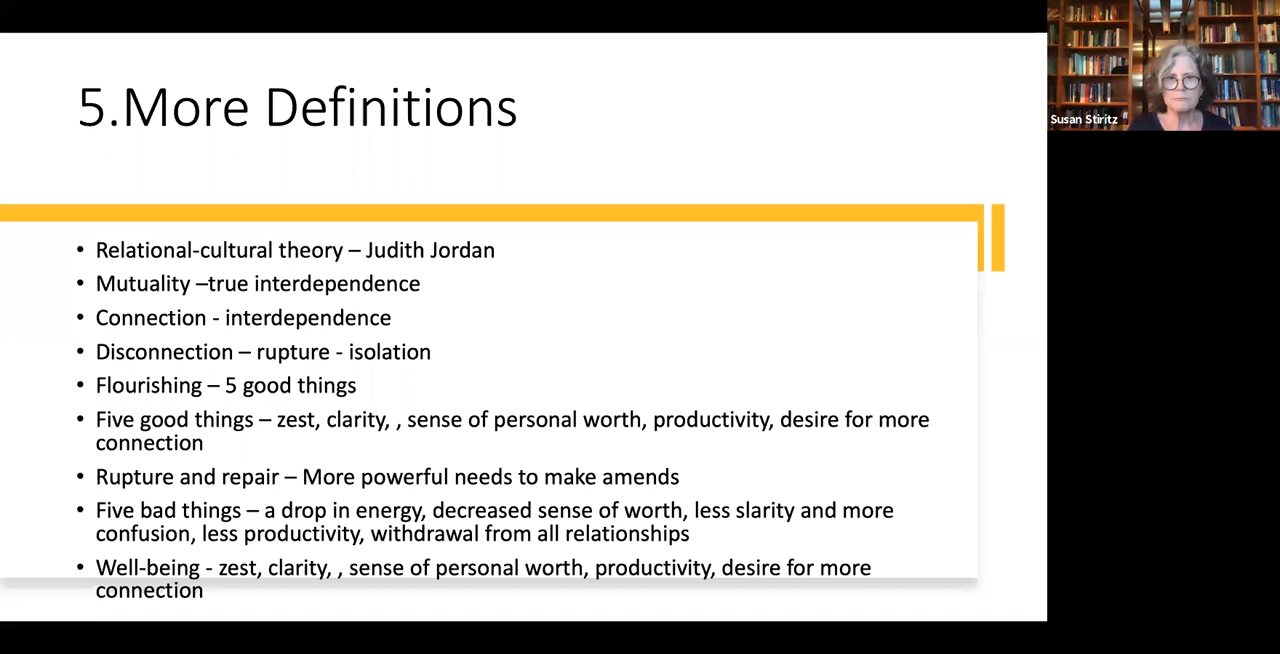 5.More Definitions
Susan Stiritz
• Relational-cultural theory – Judith Jordan
• Mutuality –true interdependence
• Connection - interdependence
• Disconnection – rupture - isolation
• Flourishing – 5 good things
• Five good things – zest, clarity, , sense of personal worth, productivity, desire for more
connection
• Rupture and repair – More powerful needs to make amends
• Five bad things – a drop in energy, decreased sense of worth, less slarity and more
confusion, less productivity, withdrawal from all relationships
• Well-being - zest, clarity, , sense of personal worth, productivity, desire for more
connection